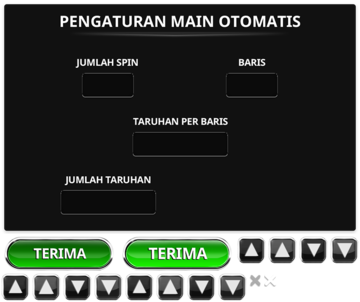 PENGATURAN MAIN OTOMATIS
JUMLAH SPIN
BARIS
TARUHAN PER BARIS
JUMLAH TARUHAN
TERIMA
TERIMA